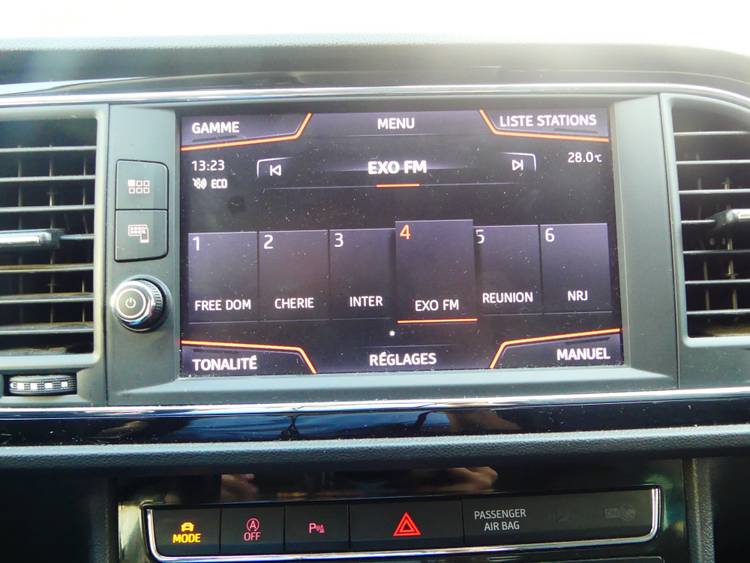 GAMME
MENU
LISTE STATIONS
13:23
EXO FM
28.0°C
ECO
1
2
3
4
5
6
FREE DOM
CHERIE
INTER
EXO FM
REUNION
NRJ
TONALITÉ
RÉGLAGES
MANUEL
MODE
A
OFF
P
PASSENGER
AIR BAG